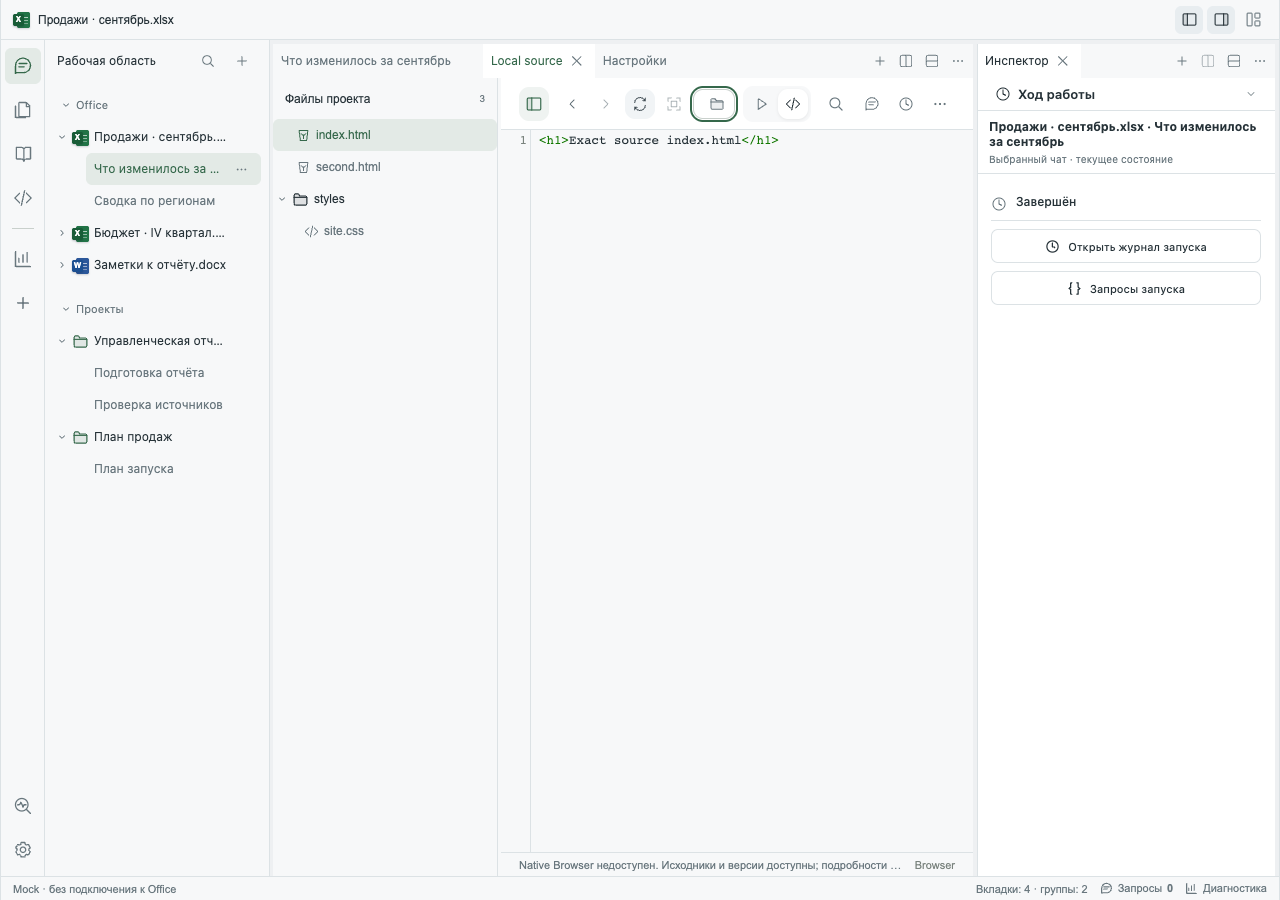 Продажи · сентябрь.xlsx
Рабочая область
Office
Продажи · сентябрь....
Что изменилось за ...
Сводка по регионам
Бюджет · IV квартал....
Заметки к отчёту.docx
Проекты
Управленческая отч...
Подготовка отчёта
Проверка источников
План продаж
План запуска
Что изменилось за сентябрь
Local source
Настройки
Файлы проекта 3
index.html
second.html
styles
site.css
1 <h1>Exact source index.html</h1>
Native Browser недоступен. Исходники и версии доступны; подробности ... Browser
Инспектор
Ход работы
Продажи · сентябрь.xlsx · Что изменилось
за сентябрь
Выбранный чат · текущее состояние
Завершён
Открыть журнал запуска
Запросы запуска
Mock · без подключения к Office
Вкладки: 4 · группы: 2 Запросы 0 Диагностика